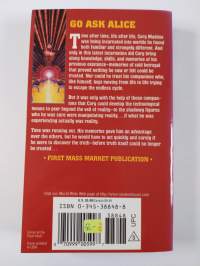 GO ASK ALICE
Time after time, life after life, Cory Maddox
was being incarnated into worlds he found
both familiar and strangely different. And
only in this latest incarnation did Cory bring
along knowledge, skills, and memories of
his previous existence—memories of cold betrayal
that proved nothing he saw or felt could be
trusted. Nor could he trust his companions who,
like himself, kept moving from life to life trying
to escape the endless cycle.
But it was only with the help of those compan-
ions that Cory could develop the technological
means to peer beyond the veil of reality—to the shadowy figures
who he was sure were manipulating reality . . . if what he was
experiencing actually was reality.
Time was running out. His memories gave him an advantage
over the others, but he would have to act quickly if he were ever
to discover the truth—before truth itself could no longer be
trusted . . .
• FIRST MASS MARKET PUBLICATION •
ISBN 0-345-38848-8
38848
UPC